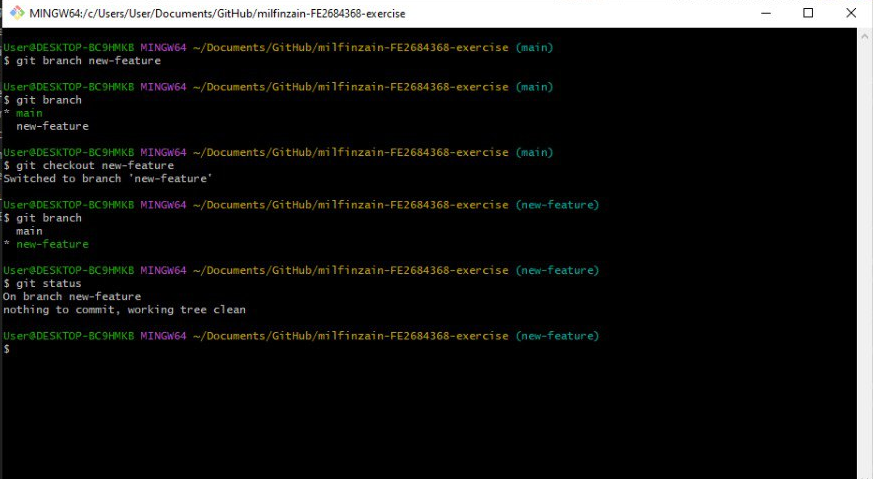 MINGW64:/c/Users/User/Documents/GitHub/milfinzain-FE2684368-exercise
User@DESKTOP-BC9HMKB MINGW64 ~/Documents/GitHub/milfinzain-FE2684368-exercise (main)
$ git branch new-feature
User@DESKTOP-BC9HMKB MINGW64 ~/Documents/GitHub/milfinzain-FE2684368-exercise (main)
$ git branch
* main
  new-feature
User@DESKTOP-BC9HMKB MINGW64 ~/Documents/GitHub/milfinzain-FE2684368-exercise (main)
$ git checkout new-feature
Switched to branch 'new-feature'
User@DESKTOP-BC9HMKB MINGW64 ~/Documents/GitHub/milfinzain-FE2684368-exercise (new-feature)
$ git branch
  main
* new-feature
User@DESKTOP-BC9HMKB MINGW64 ~/Documents/GitHub/milfinzain-FE2684368-exercise (new-feature)
$ git status
On branch new-feature
nothing to commit, working tree clean
User@DESKTOP-BC9HMKB MINGW64 ~/Documents/GitHub/milfinzain-FE2684368-exercise (new-feature)
$